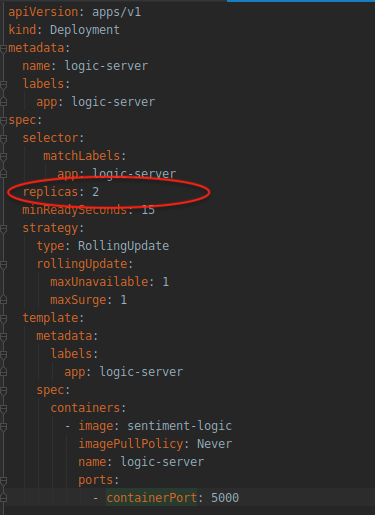 apiVersion: apps/v1
kind: Deployment
metadata:
  name: logic-server
  labels:
    app: logic-server
spec:
  selector:
     matchLabels:
       app: logic-server
  replicas: 2
  minReadySeconds: 15
  strategy:
    type: RollingUpdate
    rollingUpdate:
      maxUnavailable: 1
      maxSurge: 1
  template:
    metadata:
      labels:
        app: logic-server
    spec:
      containers:
        - image: sentiment-logic
          imagePullPolicy: Never
          name: logic-server
          ports:
            - containerPort: 5000